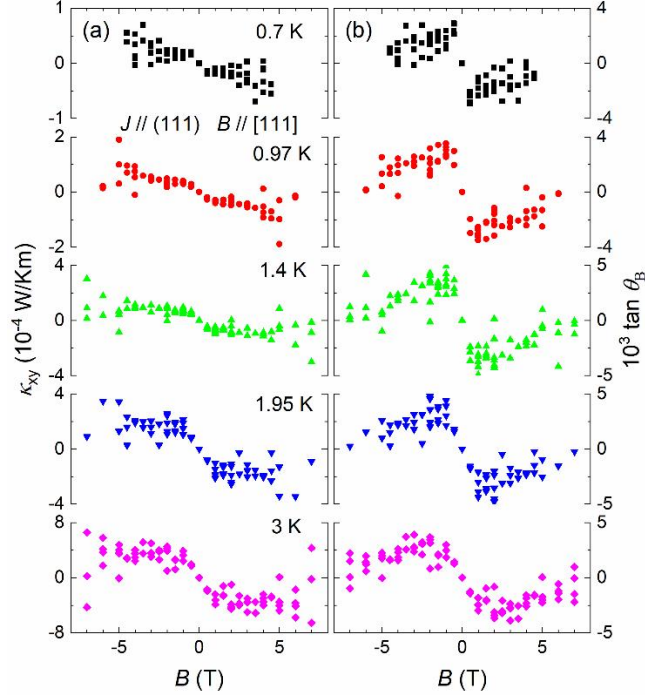 (a)
(b)
1
0
-1
0.7 K
4
0
-4
J // (111) B // [111]
2
0
-2
0.97 K
4
0
-4
4
0
-4
1.4 K
5
0
-5
4
0
-4
1.95 K
5
0
-5
8
0
-8
3 K
5
0
-5
κxy (10⁻⁴ W/Km)
10³ tan θB
-5 0 5
-5 0 5
B (T)
B (T)